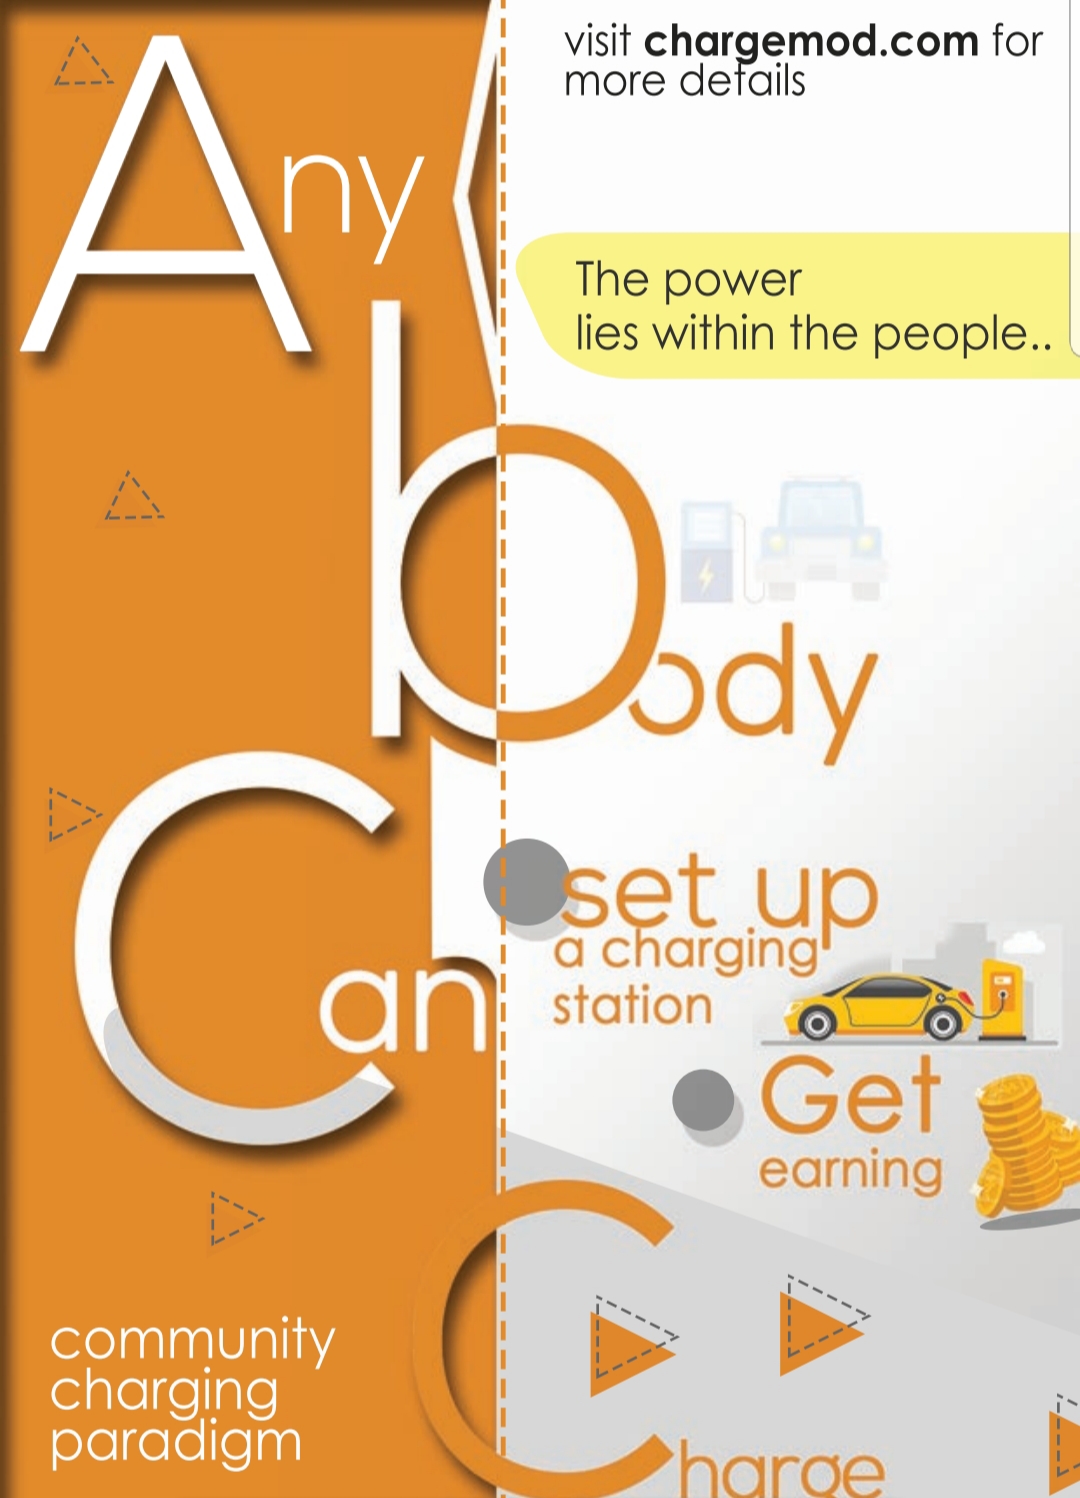 visit chargemod.com for
more details
Any
The power
lies within the people..
body
Can
set up
a charging
station
Get
earning
community
charging
paradigm
Charge